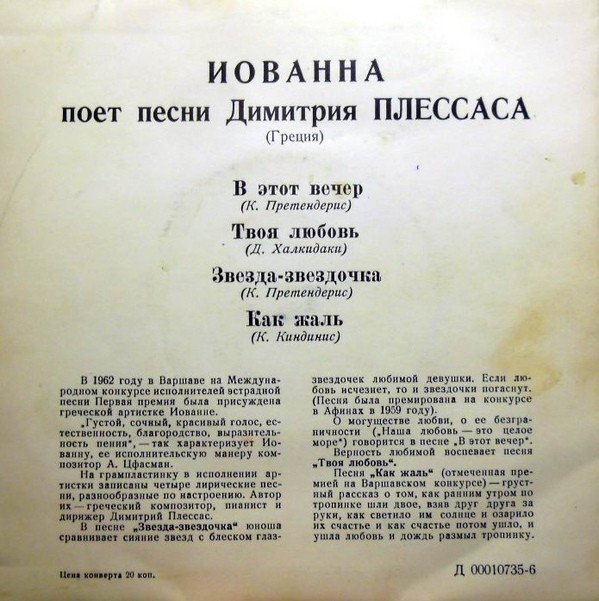 ИОВАННА
поет песни Димитрия ПЛЕССАСА
(Греция)
В этот вечер
(К. Претендерис)
Твоя любовь
(Д. Халкидаки)
Звезда-звездочка
(К. Претендерис)
Как жаль
(К. Киндинис)
В 1962 году в Варшаве на Междуна-
родном конкурсе исполнителей эстрадной
песни Первая премия была присуждена
греческой артистке Иованне.
„Густой, сочный, красивый голос, ес-
тественность, благородство, выразитель-
ность пения“,— так характеризует Ио-
ванну, ее исполнительскую манеру ком-
позитор А. Цфасман.
На грампластинку в исполнении ар-
тистки записаны четыре лирические пес-
ни, разнообразные по настроению. Автор
их — греческий композитор, пианист и
дирижер Димитрий Плессас.
В песне „Звезда-звездочка“ юноша
сравнивает сияние звезд с блеском глаз-
звездочек любимой девушки. Если лю-
бовь исчезнет, то и звездочки погаснут.
(Песня была премирована на конкурсе
в Афинах в 1959 году).
О могуществе любви, о ее безгра-
ничности („Наша любовь — это целое
море“) говорится в песне „В этот вечер“.
Верность любимой воспевает песня
„Твоя любовь“.
Песня „Как жаль“ (отмеченная пре-
мией на Варшавском конкурсе) — груст-
ный рассказ о том, как ранним утром по
тропинке шли двое, взяв друг друга за
руки, как светило им солнце и озарило
их счастье и как счастье потом ушло, и
ушла любовь и дождь размыл тропинку.
Цена конверта 20 коп.
Д 00010735-6